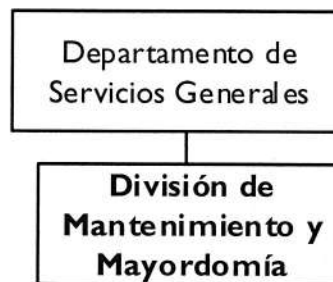 Departamento de
Servicios Generales
División de
Mantenimiento y
Mayordomía